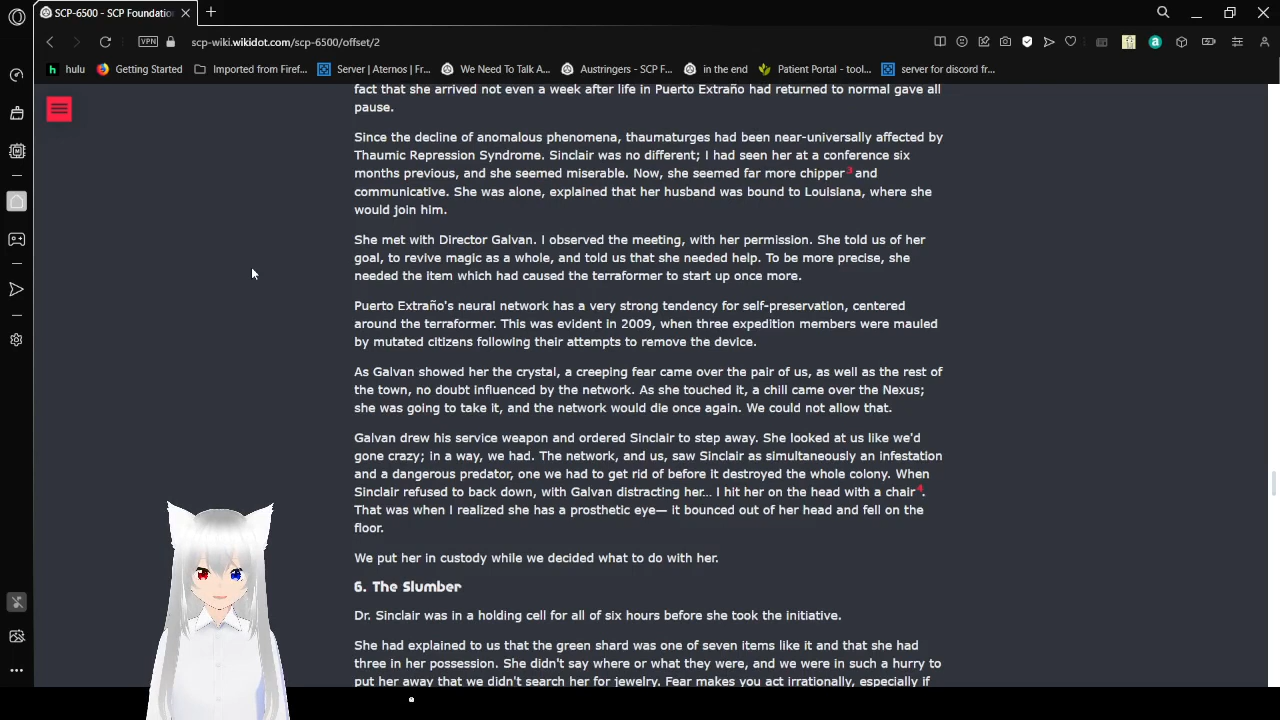 SCP-6500 - SCP Foundatio
VPN
scp-wiki.wikidot.com/scp-6500/offset/2
hulu
Getting Started
Imported from Firef...
Server | Aternos | Fr...
We Need To Talk A...
Austringers - SCP F...
in the end
Patient Portal - tool...
server for discord fr...
fact that she arrived not even a week after life in Puerto Extraño had returned to normal gave all
pause.
Since the decline of anomalous phenomena, thaumaturges had been near-universally affected by
Thaumic Repression Syndrome. Sinclair was no different; I had seen her at a conference six
months previous, and she seemed miserable. Now, she seemed far more chipper3 and
communicative. She was alone, explained that her husband was bound to Louisiana, where she
would join him.
She met with Director Galvan. I observed the meeting, with her permission. She told us of her
goal, to revive magic as a whole, and told us that she needed help. To be more precise, she
needed the item which had caused the terraformer to start up once more.
Puerto Extraño's neural network has a very strong tendency for self-preservation, centered
around the terraformer. This was evident in 2009, when three expedition members were mauled
by mutated citizens following their attempts to remove the device.
As Galvan showed her the crystal, a creeping fear came over the pair of us, as well as the rest of
the town, no doubt influenced by the network. As she touched it, a chill came over the Nexus;
she was going to take it, and the network would die once again. We could not allow that.
Galvan drew his service weapon and ordered Sinclair to step away. She looked at us like we'd
gone crazy; in a way, we had. The network, and us, saw Sinclair as simultaneously an infestation
and a dangerous predator, one we had to get rid of before it destroyed the whole colony. When
Sinclair refused to back down, with Galvan distracting her... I hit her on the head with a chair4.
That was when I realized she has a prosthetic eye— it bounced out of her head and fell on the
floor.
We put her in custody while we decided what to do with her.
6. The Slumber
Dr. Sinclair was in a holding cell for all of six hours before she took the initiative.
She had explained to us that the green shard was one of seven items like it and that she had
three in her possession. She didn't say where or what they were, and we were in such a hurry to
put her away that we didn't search her for jewelry. Fear makes you act irrationally, especially if